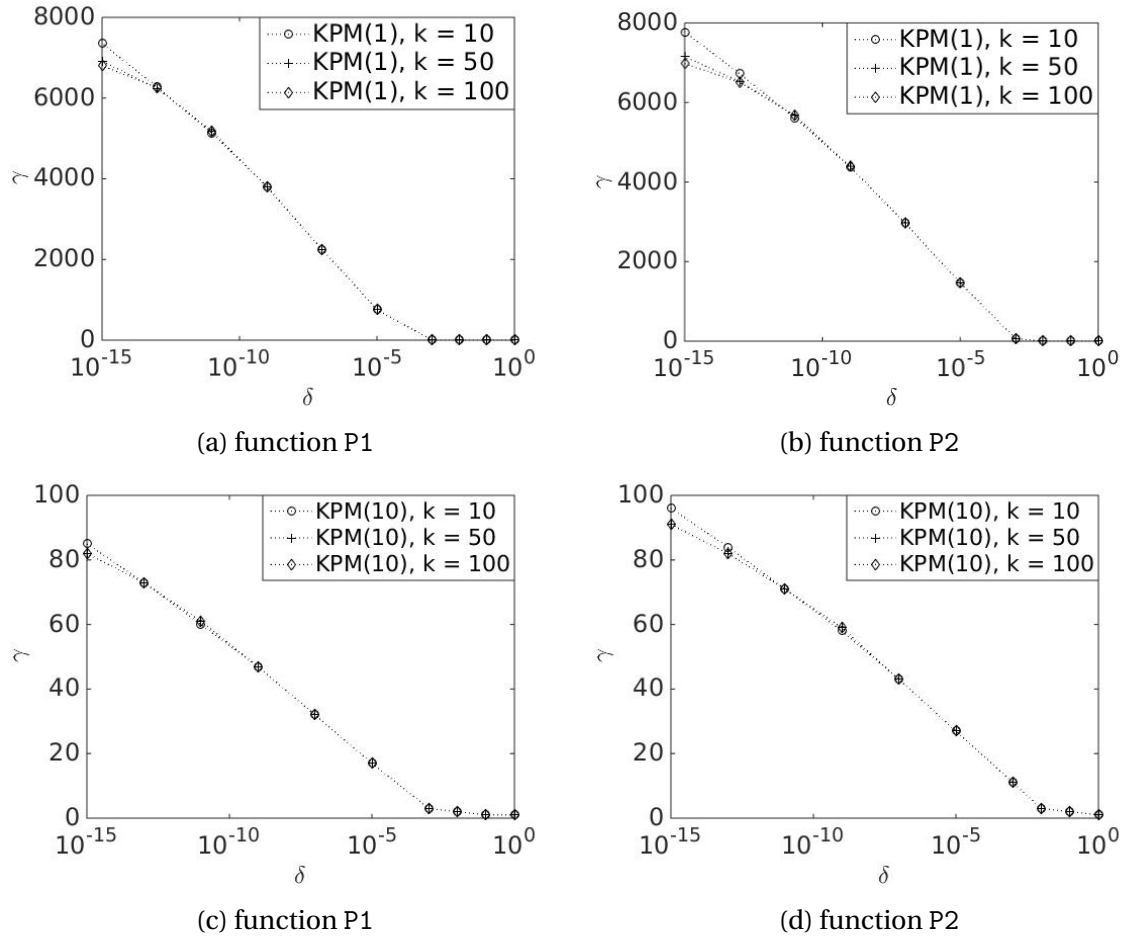 8000
6000
4000
2000
0
γ
KPM(1), k = 10
KPM(1), k = 50
KPM(1), k = 100
10^-15
10^-10
10^-5
10^0
δ
(a) function P1
8000
6000
4000
2000
0
γ
KPM(1), k = 10
KPM(1), k = 50
KPM(1), k = 100
10^-15
10^-10
10^-5
10^0
δ
(b) function P2
100
80
60
40
20
0
γ
KPM(10), k = 10
KPM(10), k = 50
KPM(10), k = 100
10^-15
10^-10
10^-5
10^0
δ
(c) function P1
100
80
60
40
20
0
γ
KPM(10), k = 10
KPM(10), k = 50
KPM(10), k = 100
10^-15
10^-10
10^-5
10^0
δ
(d) function P2